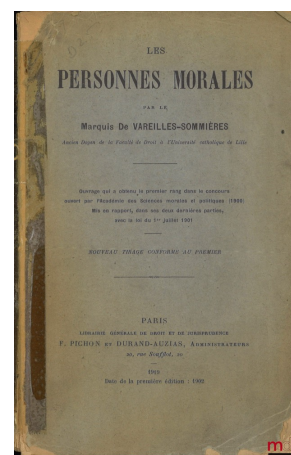 LES
PERSONNES MORALES
PAR LE
Marquis De VAREILLES-SOMMIÈRES
Ancien Doyen de la Faculté de Droit à l'Université catholique de Lille
Ouvrage qui a obtenu le premier rang dans le concours
ouvert par l'Académie des Sciences morales et politiques (1900)
Mis en rapport, dans ses deux dernières parties,
avec la loi du 1er juillet 1901
NOUVEAU TIRAGE CONFORME AU PREMIER
PARIS
LIBRAIRIE GÉNÉRALE DE DROIT ET DE JURISPRUDENCE
F. PICHON ET DURAND-AUZIAS, ADMINISTRATEURS
20, rue Soufflot, 20
Date de la première édition : 1902
m